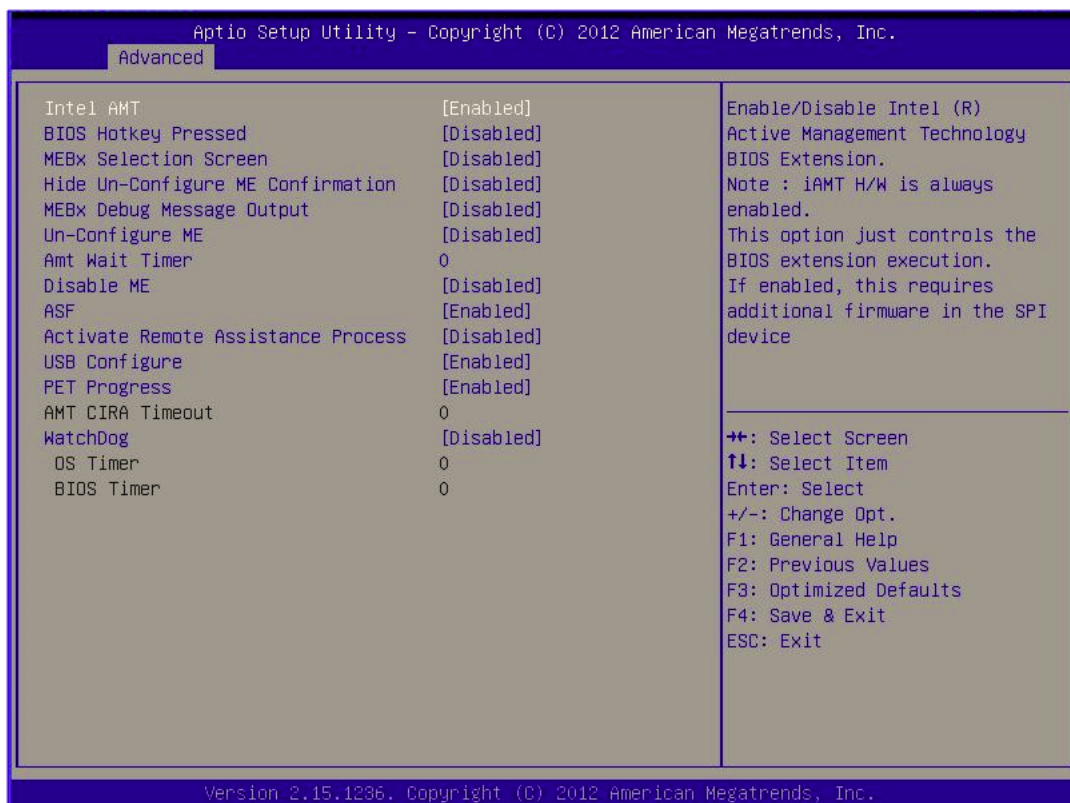 Aptio Setup Utility – Copyright (C) 2012 American Megatrends, Inc.
Advanced
Intel AMT [Enabled]
BIOS Hotkey Pressed [Disabled]
MEBx Selection Screen [Disabled]
Hide Un-Configure ME Confirmation [Disabled]
MEBx Debug Message Output [Disabled]
Un-Configure ME [Disabled]
Amt Wait Timer 0
Disable ME [Disabled]
ASF [Enabled]
Activate Remote Assistance Process [Disabled]
USB Configure [Enabled]
PET Progress [Enabled]
AMT CIRA Timeout 0
WatchDog [Disabled]
OS Timer 0
BIOS Timer 0
Enable/Disable Intel (R)
Active Management Technology
BIOS Extension.
Note : iAMT H/W is always
enabled.
This option just controls the
BIOS extension execution.
If enabled, this requires
additional firmware in the SPI
device
→←: Select Screen
↑↓: Select Item
Enter: Select
+/-: Change Opt.
F1: General Help
F2: Previous Values
F3: Optimized Defaults
F4: Save & Exit
ESC: Exit
Version 2.15.1236. Copyright (C) 2012 American Megatrends, Inc.